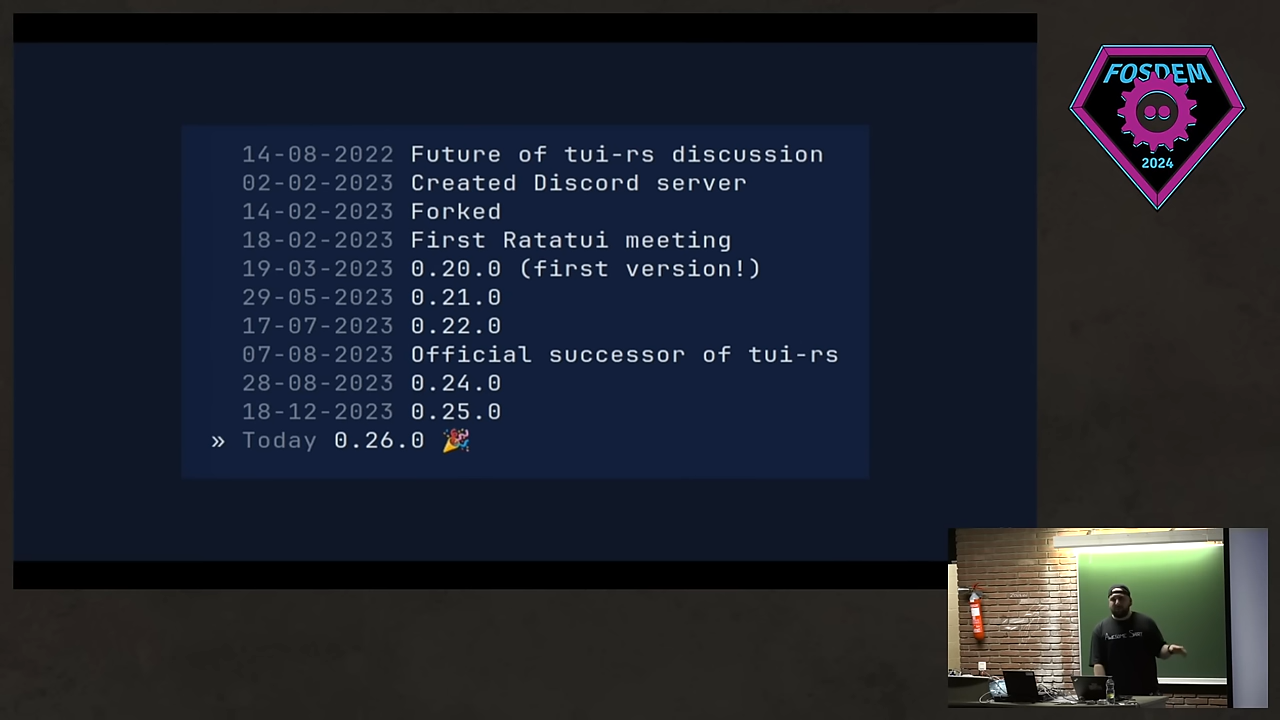 14-08-2022 Future of tui-rs discussion
02-02-2023 Created Discord server
14-02-2023 Forked
18-02-2023 First Ratatui meeting
19-03-2023 0.20.0 (first version!)
29-05-2023 0.21.0
17-07-2023 0.22.0
07-08-2023 Official successor of tui-rs
28-08-2023 0.24.0
18-12-2023 0.25.0
» Today 0.26.0 🎉
FOSDEM
2024
Awesome Shirt